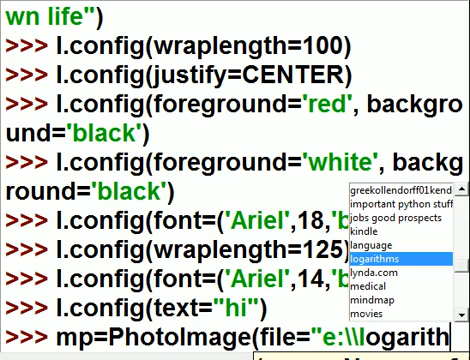 wn life")
>>> l.config(wraplength=100)
>>> l.config(justify=CENTER)
>>> l.config(foreground='red', backgro
und='black')
>>> l.config(foreground='white', backg
round='black')
>>> l.config(font=('Ariel',18,'b
>>> l.config(wraplength=125)
>>> l.config(font=('Ariel',14,'b
>>> l.config(text="hi")
>>> mp=PhotoImage(file="e:\\logarith
greekollendorff01kend
important python stuff
jobs good prospects
kindle
language
logarithms
lynda.com
medical
mindmap
movies